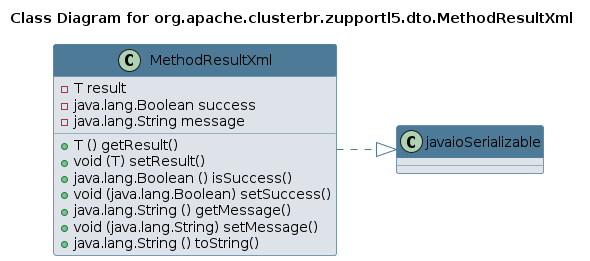 Class Diagram for org.apache.clusterbr.zupportl5.dto.MethodResultXml
C MethodResultXml
T result
java.lang.Boolean success
java.lang.String message
T () getResult()
void (T) setResult()
java.lang.Boolean () isSuccess()
void (java.lang.Boolean) setSuccess()
java.lang.String () getMessage()
void (java.lang.String) setMessage()
java.lang.String () toString()
C javaioSerializable